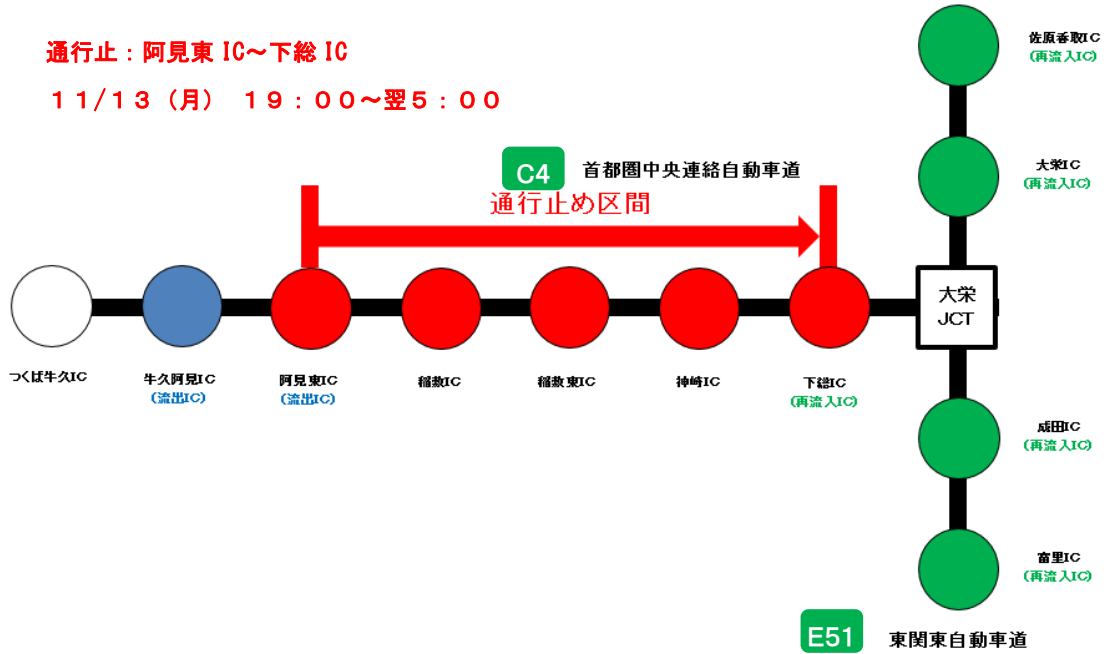 通行止：阿見東 IC～下総 IC
１１/１３（月）　１９：００～翌５：００
C4 首都圏中央連絡自動車道
通行止め区間
佐原香取IC
(再流入IC)
大栄IC
(再流入IC)
大栄
JCT
つくば牛久IC
牛久阿見IC
(流出IC)
阿見東IC
(流出IC)
稲敷IC
稲敷東IC
神崎IC
下総IC
(再流入IC)
成田IC
(再流入IC)
富里IC
(再流入IC)
E51 東関東自動車道